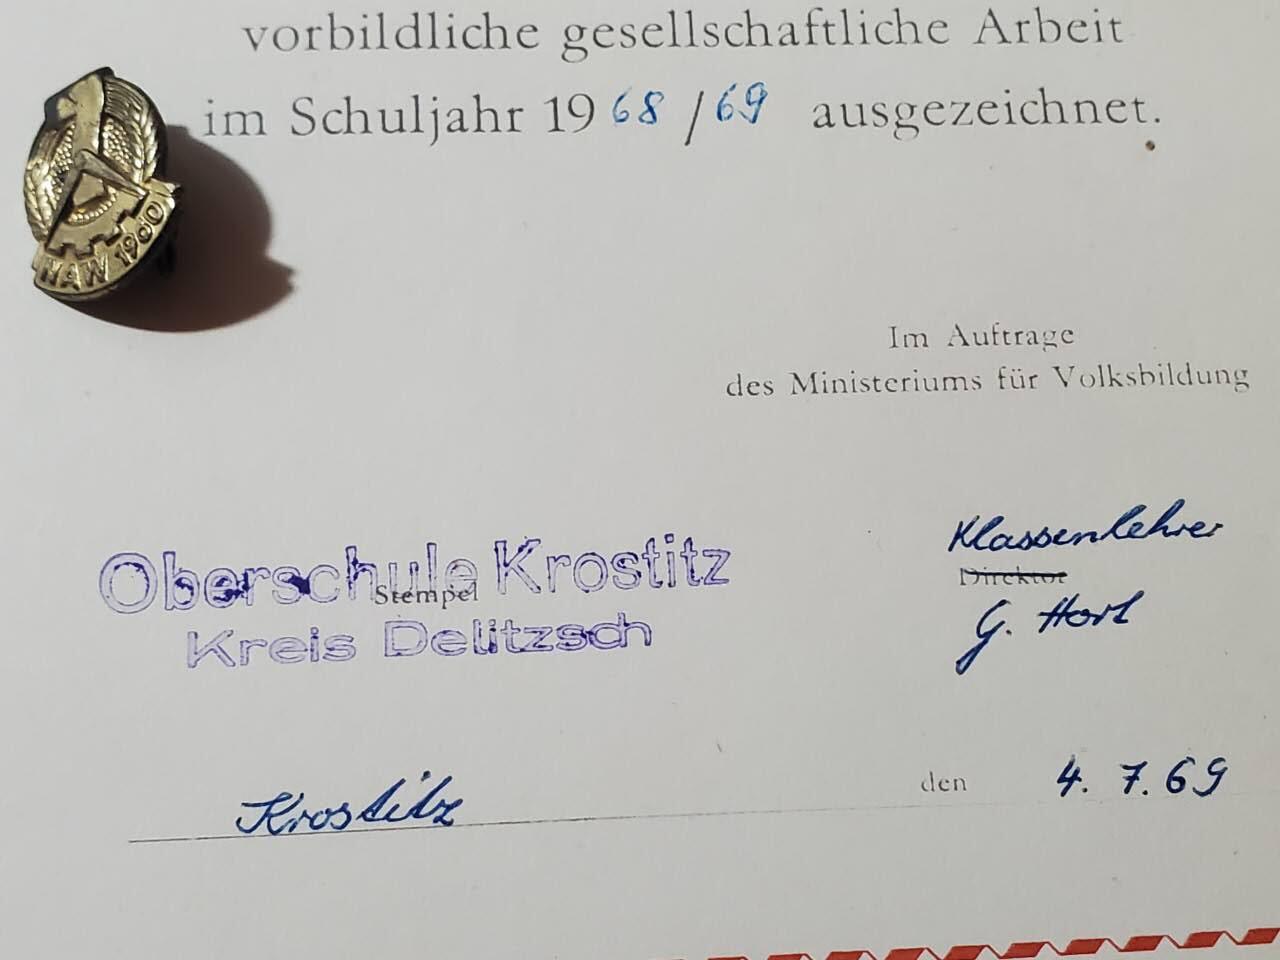 vorbildliche gesellschaftliche Arbeit
im Schuljahr 1968/69 ausgezeichnet.
NAW 1960
Im Auftrage
des Ministeriums für Volksbildung
Oberschule Krostitz
Stempel
Kreis Delitzsch
Klassenlehrer
Direktor
G. Horl
Krostitz
den 4. 7. 69